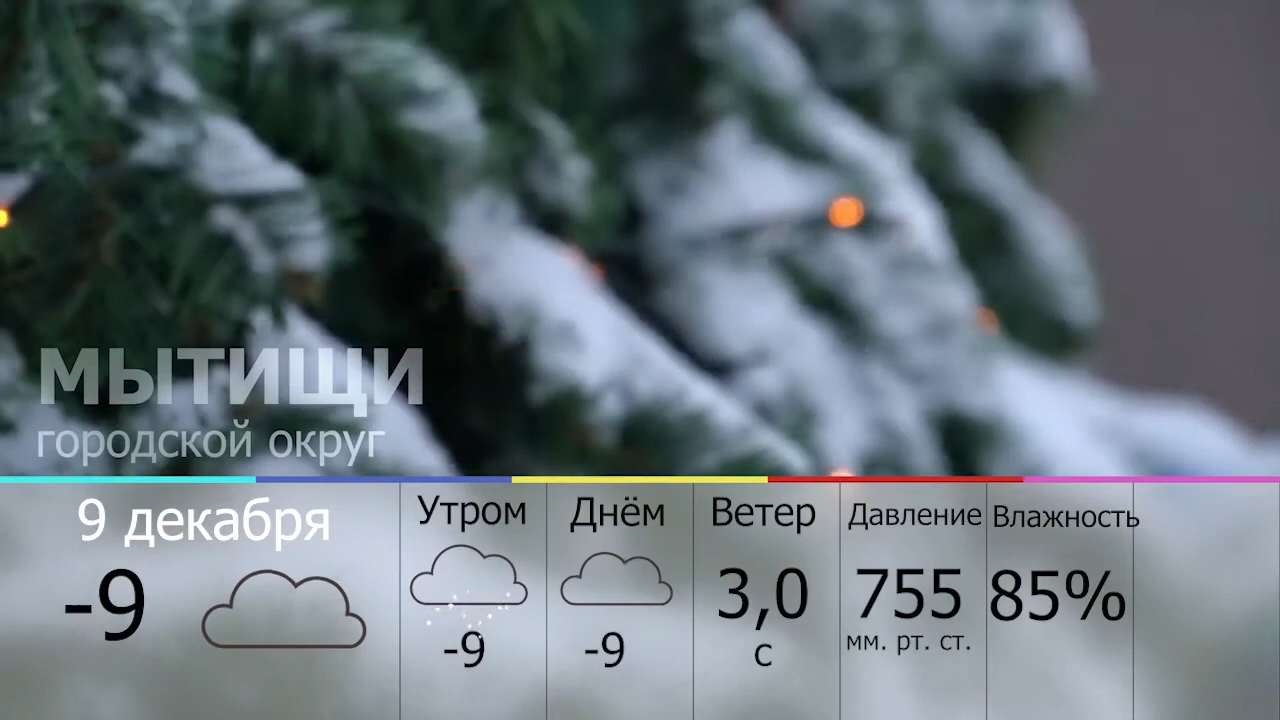 МЫТИЩИ
городской округ
9 декабря
-9
Утром
-9
Днём
-9
Ветер
3,0
с
Давление
755
мм. рт. ст.
Влажность
85%